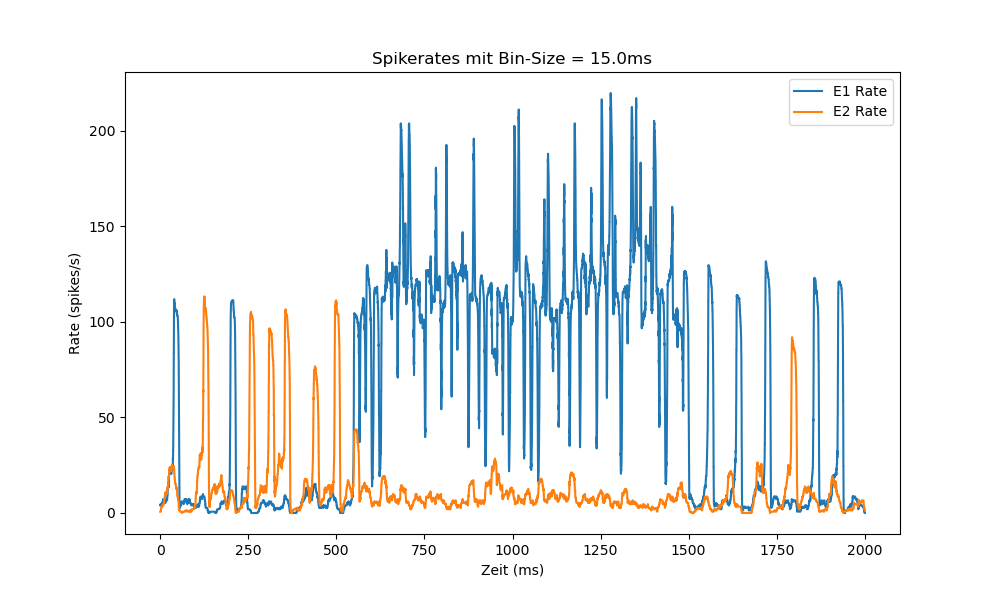 Spikerates mit Bin-Size = 15.0ms
E1 Rate
E2 Rate
200
150
100
50
0
Rate (spikes/s)
0 250 500 750 1000 1250 1500 1750 2000
Zeit (ms)